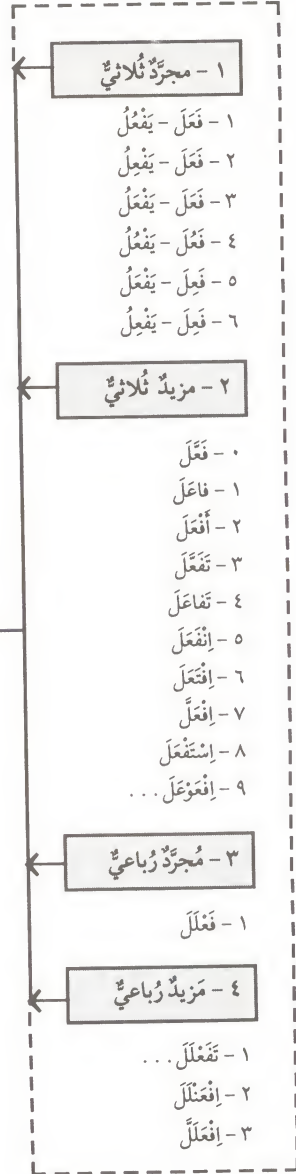 ١ - مجرَّدٌ ثُلاثيٌّ
١ - فَعَلَ - يَفْعُلُ
٢ - فَعَلَ - يَفْعِلُ
٣ - فَعَلَ - يَفْعَلُ
٤ - فَعُلَ - يَفْعُلُ
٥ - فَعِلَ - يَفْعَلُ
٦ - فَعِلَ - يَفْعِلُ
٢ - مزيدٌ ثُلاثيٌّ
٠ - فَعَّلَ
١ - فاعَلَ
٢ - أَفْعَلَ
٣ - تَفَعَّلَ
٤ - تَفاعَلَ
٥ - اِنْفَعَلَ
٦ - اِفْتَعَلَ
٧ - اِفْعَلَّ
٨ - اِسْتَفْعَلَ
٩ - اِفْعَوْعَلَ...
٣ - مُجرَّدٌ رُباعيٌّ
١ - فَعْلَلَ
٤ - مَزيدٌ رُباعيٌّ
١ - تَفَعْلَلَ...
٢ - اِفْعَنْلَلَ
٣ - اِفْعَلَلَّ